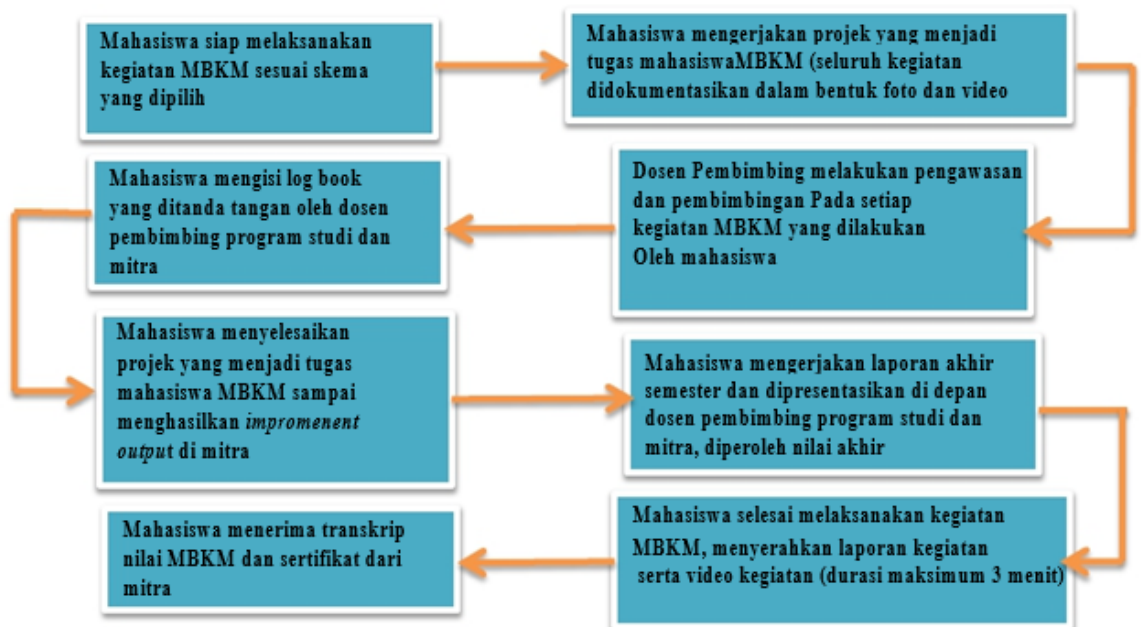 Mahasiswa siap melaksanakan
kegiatan MBKM sesuai skema
yang dipilih
Mahasiswa mengerjakan projek yang menjadi
tugas mahasiswaMBKM (seluruh kegiatan
didokumentasikan dalam bentuk foto dan video
Dosen Pembimbing melakukan pengawasan
dan pembimbingan Pada setiap
kegiatan MBKM yang dilakukan
Oleh mahasiswa
Mahasiswa mengisi log book
yang ditanda tangan oleh dosen
pembimbing program studi dan
mitra
Mahasiswa menyelesaikan
projek yang menjadi tugas
mahasiswa MBKM sampai
menghasilkan impromenent
output di mitra
Mahasiswa mengerjakan laporan akhir
semester dan dipresentasikan di depan
dosen pembimbing program studi dan
mitra, diperoleh nilai akhir
Mahasiswa selesai melaksanakan kegiatan
MBKM, menyerahkan laporan kegiatan
serta video kegiatan (durasi maksimum 3 menit)
Mahasiswa menerima transkrip
nilai MBKM dan sertifikat dari
mitra